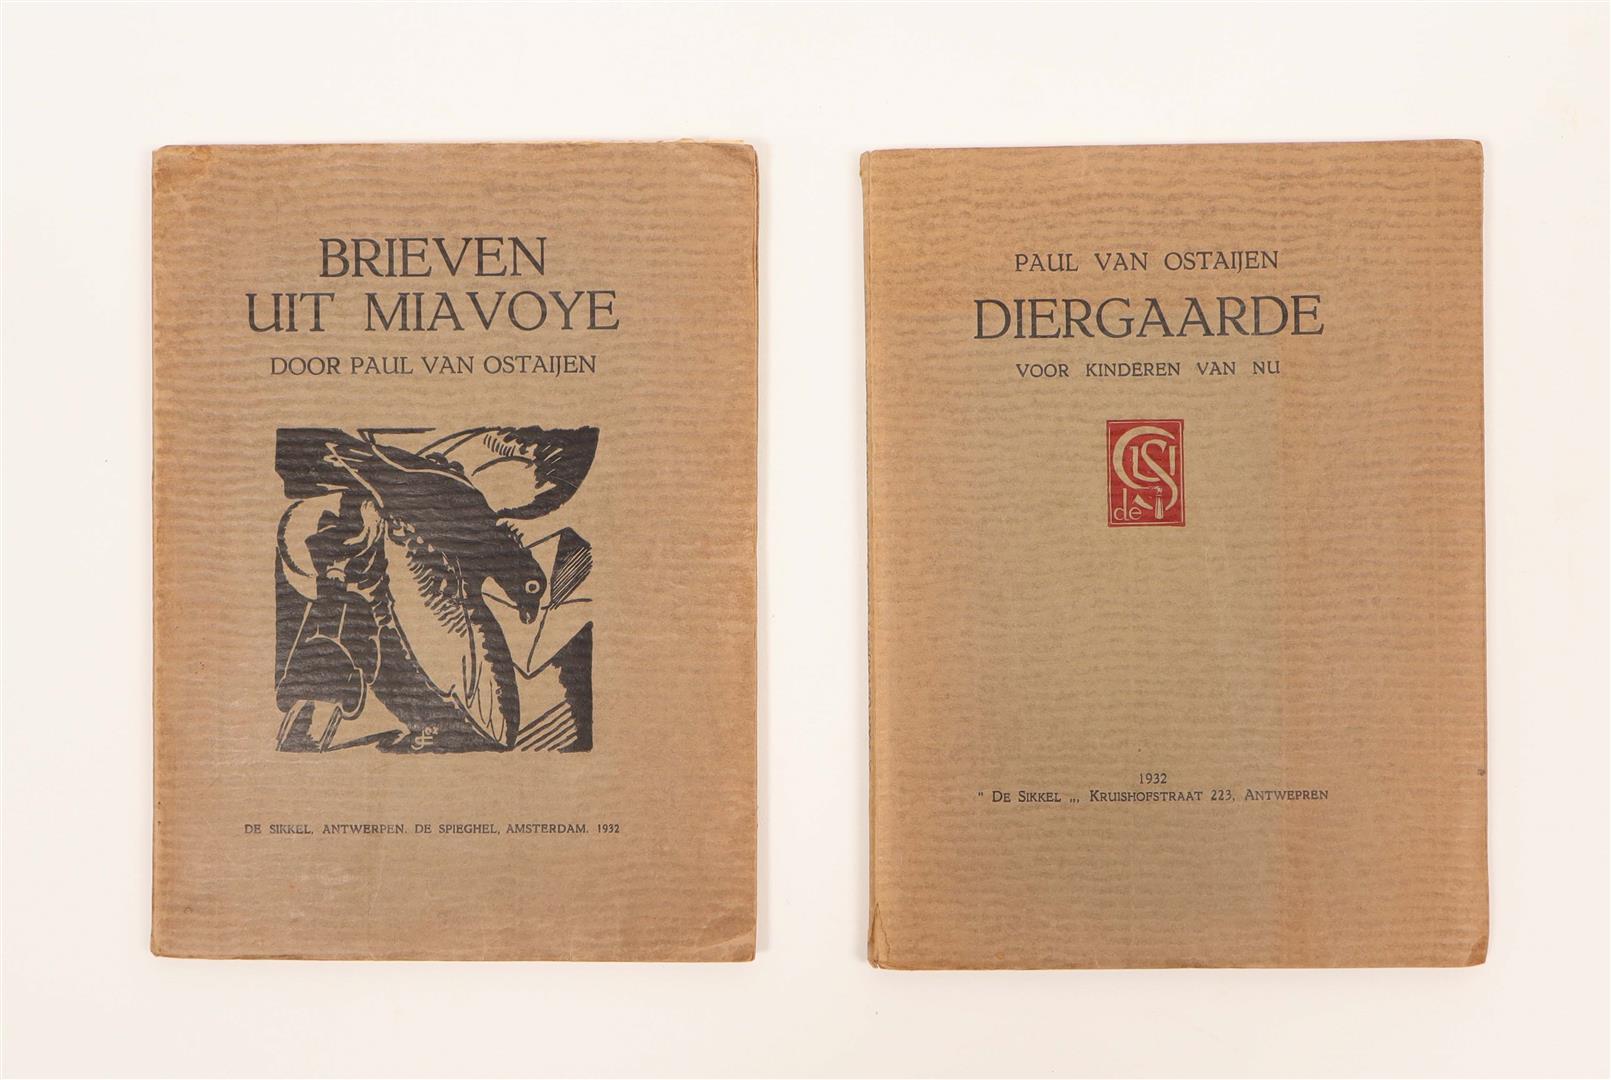 BRIEVEN
UIT MIAVOYE
DOOR PAUL VAN OSTAIJEN
DE SIKKEL, ANTWERPEN. DE SPIEGHEL, AMSTERDAM. 1932
PAUL VAN OSTAIJEN
DIERGAARDE
VOOR KINDEREN VAN NU
de
1932
" DE SIKKEL „, KRUISHOFSTRAAT 223, ANTWEPREN